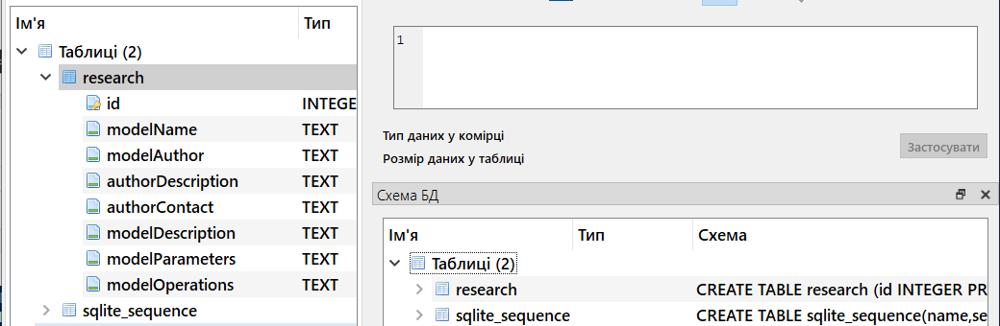 Ім'я Тип
Таблиці (2)
research
id INTEGE
modelName TEXT
modelAuthor TEXT
authorDescription TEXT
authorContact TEXT
modelDescription TEXT
modelParameters TEXT
modelOperations TEXT
sqlite_sequence
1
Тип даних у комірці
Розмір даних у таблиці
Застосувати
Схема БД
Ім'я Тип Схема
Таблиці (2)
research CREATE TABLE research (id INTEGER PR
sqlite_sequence CREATE TABLE sqlite_sequence(name,se